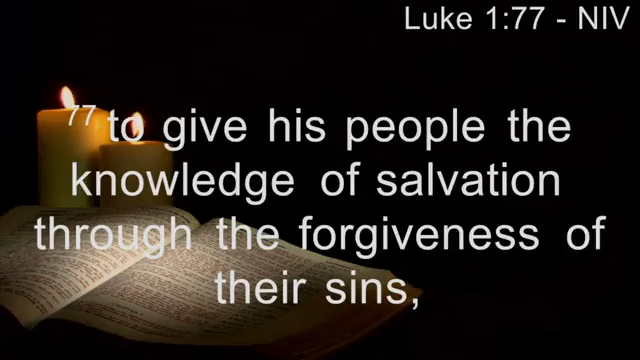 Luke 1:77 - NIV
77 to give his people the
knowledge of salvation
through the forgiveness of
their sins,